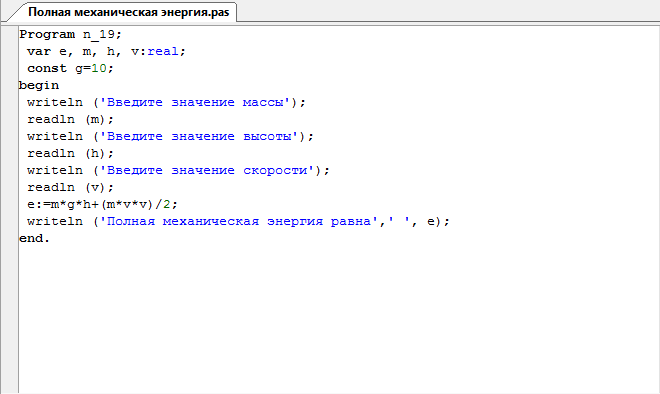 Полная механическая энергия.pas
Program n_19;
var e, m, h, v:real;
const g=10;
begin
writeln ('Введите значение массы');
readln (m);
writeln ('Введите значение высоты');
readln (h);
writeln ('Введите значение скорости');
readln (v);
e:=m*g*h+(m*v*v)/2;
writeln ('Полная механическая энергия равна',' ', e);
end.